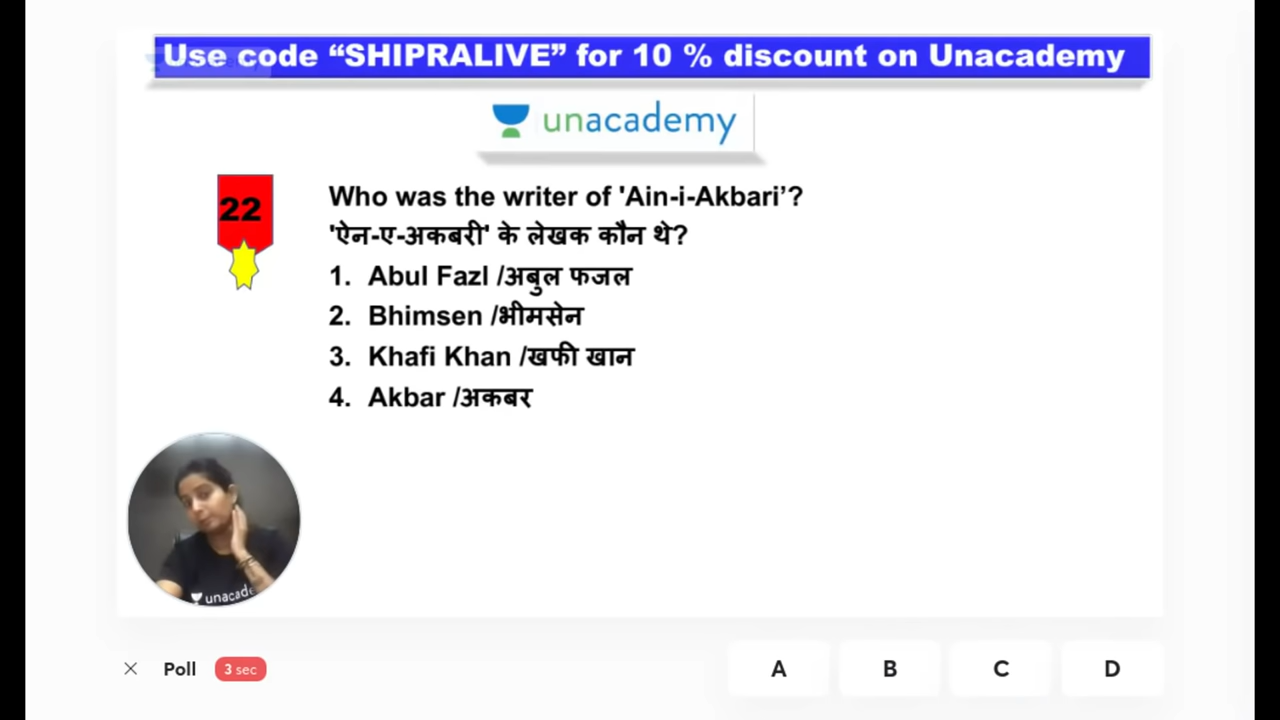 Use code “SHIPRALIVE” for 10 % discount on Unacademy
unacademy
22
Who was the writer of 'Ain-i-Akbari’?
'ऐन-ए-अकबरी' के लेखक कौन थे?
1. Abul Fazl /अबुल फजल
2. Bhimsen /भीमसेन
3. Khafi Khan /खफी खान
4. Akbar /अकबर
unacade
Poll 3 sec A B C D